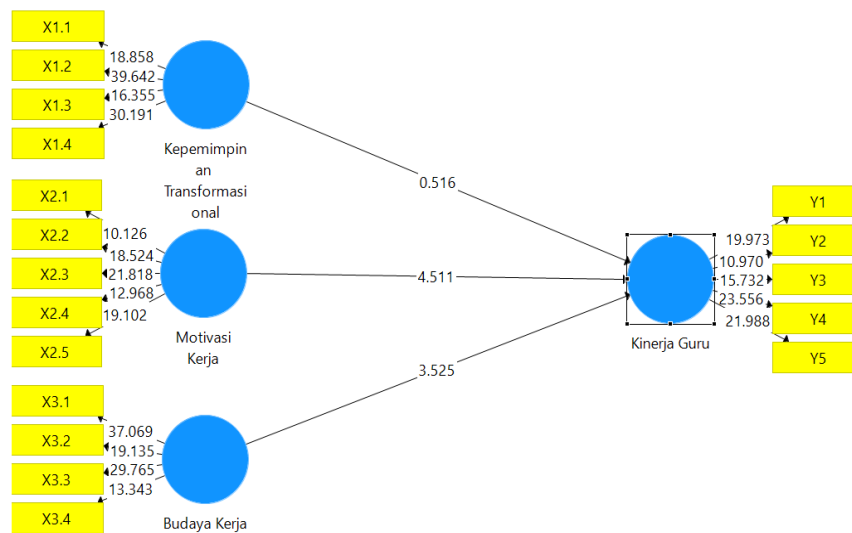 X1.1
18.858
X1.2
39.642
X1.3
16.355
X1.4
30.191
Kepemimpin
an
Transformasi
onal
0.516
X2.1
10.126
X2.2
18.524
X2.3
21.818
X2.4
12.968
X2.5
19.102
Motivasi
Kerja
4.511
X3.1
37.069
X3.2
19.135
X3.3
29.765
X3.4
13.343
Budaya Kerja
3.525
Kinerja Guru
Y1
19.973
Y2
10.970
Y3
15.732
Y4
23.556
Y5
21.988